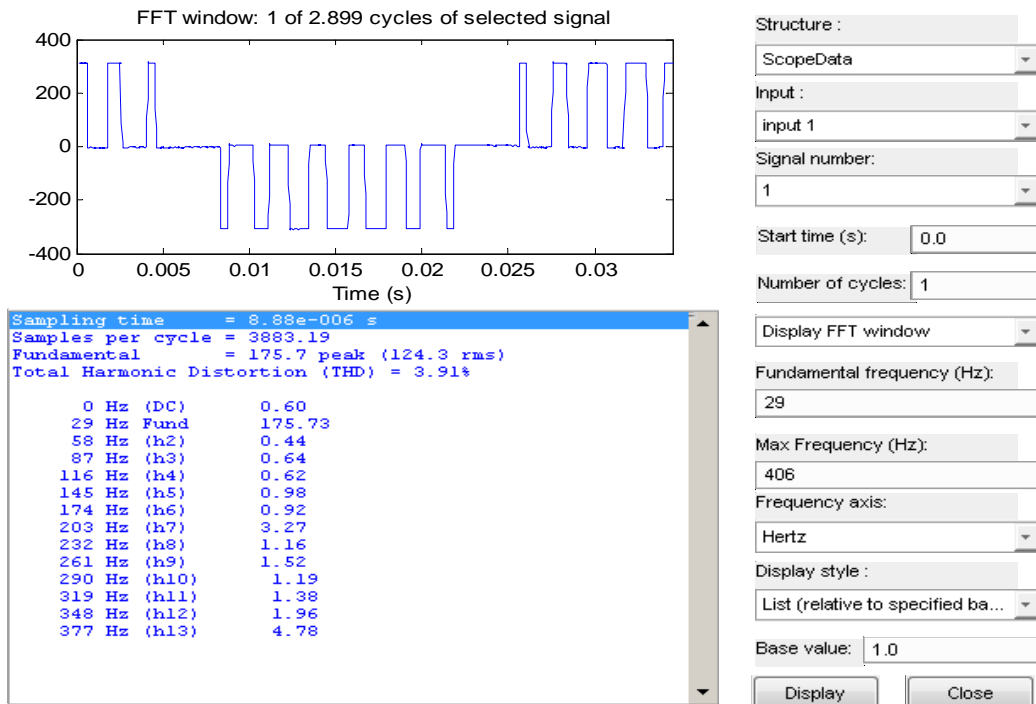 FFT window: 1 of 2.899 cycles of selected signal
400
200
0
-200
-400
0 0.005 0.01 0.015 0.02 0.025 0.03
Time (s)
Sampling time = 8.88e-006 s
Samples per cycle = 3883.19
Fundamental = 175.7 peak (124.3 rms)
Total Harmonic Distortion (THD) = 3.91%
0 Hz (DC) 0.60
29 Hz Fund 175.73
58 Hz (h2) 0.44
87 Hz (h3) 0.64
116 Hz (h4) 0.62
145 Hz (h5) 0.98
174 Hz (h6) 0.92
203 Hz (h7) 3.27
232 Hz (h8) 1.16
261 Hz (h9) 1.52
290 Hz (h10) 1.19
319 Hz (h11) 1.38
348 Hz (h12) 1.96
377 Hz (h13) 4.78
Structure :
ScopeData
Input :
input 1
Signal number:
1
Start time (s): 0.0
Number of cycles: 1
Display FFT window
Fundamental frequency (Hz):
29
Max Frequency (Hz):
406
Frequency axis:
Hertz
Display style :
List (relative to specified ba...
Base value: 1.0
Display Close